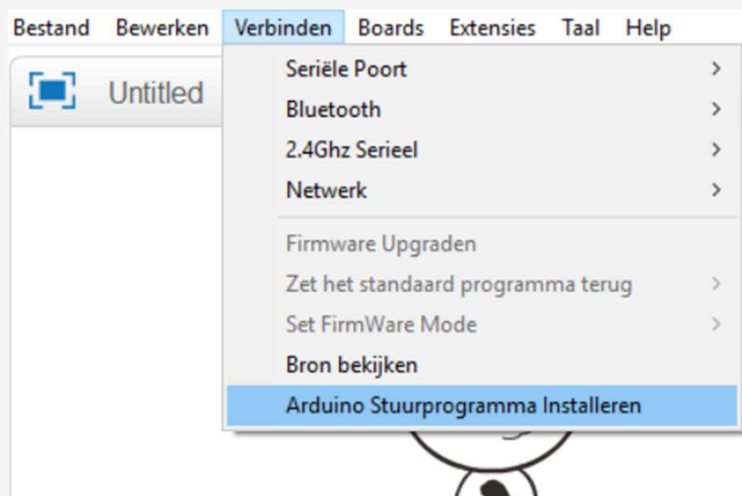 Bestand Bewerken Verbinden Boards Extensies Taal Help
Untitled
Seriële Poort
Bluetooth
2.4Ghz Serieel
Netwerk
Firmware Upgraden
Zet het standaard programma terug
Set FirmWare Mode
Bron bekijken
Arduino Stuurprogramma Installeren